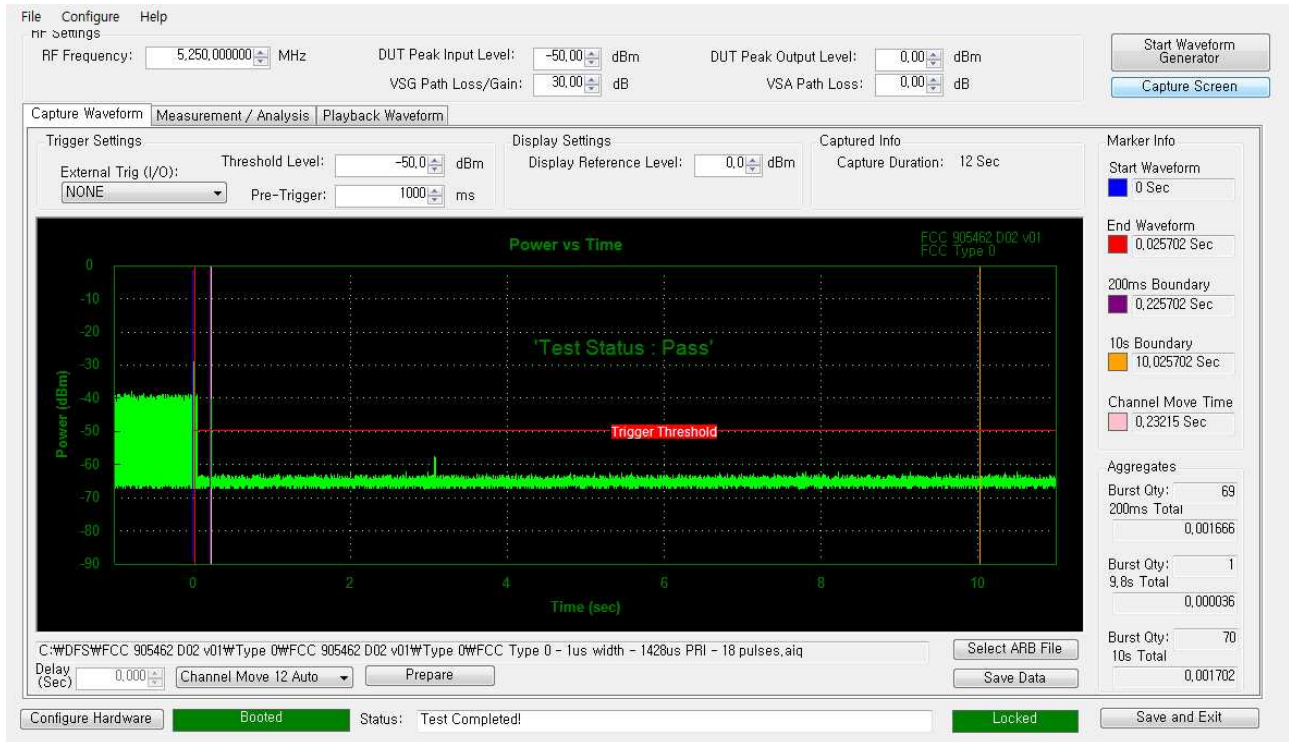 File Configure Help
RF Settings
RF Frequency: 5,250,000000 MHz DUT Peak Input Level: -50,00 dBm DUT Peak Output Level: 0,00 dBm
VSG Path Loss/Gain: 30,00 dB VSA Path Loss: 0,00 dB
Start Waveform
Generator
Capture Screen
Capture Waveform Measurement / Analysis Playback Waveform
Trigger Settings
External Trig (I/O):
NONE
Threshold Level: -50,0 dBm
Pre-Trigger: 1000 ms
Display Settings
Display Reference Level: 0,0 dBm
Captured Info
Capture Duration: 12 Sec
Power vs Time
FCC 905462 D02 v01
FCC Type 0
'Test Status : Pass'
Trigger Threshold
Power (dBm)
0
-10
-20
-30
-40
-50
-60
-70
-80
-90
0 2 4 6 8 10
Time (sec)
Marker Info
Start Waveform
0 Sec
End Waveform
0,025702 Sec
200ms Boundary
0,225702 Sec
10s Boundary
10,025702 Sec
Channel Move Time
0,23215 Sec
Aggregates
Burst Qty: 69
200ms Total
0,001666
Burst Qty: 1
9,8s Total
0,000036
Burst Qty: 70
10s Total
0,001702
C:₩DFS₩FCC 905462 D02 v01₩Type 0₩FCC 905462 D02 v01₩Type 0₩FCC Type 0 - 1us width - 1428us PRI - 18 pulses,aiq
Select ARB File
Delay
(Sec) 0,000 Channel Move 12 Auto Prepare Save Data
Configure Hardware Booted Status: Test Completed! Locked Save and Exit